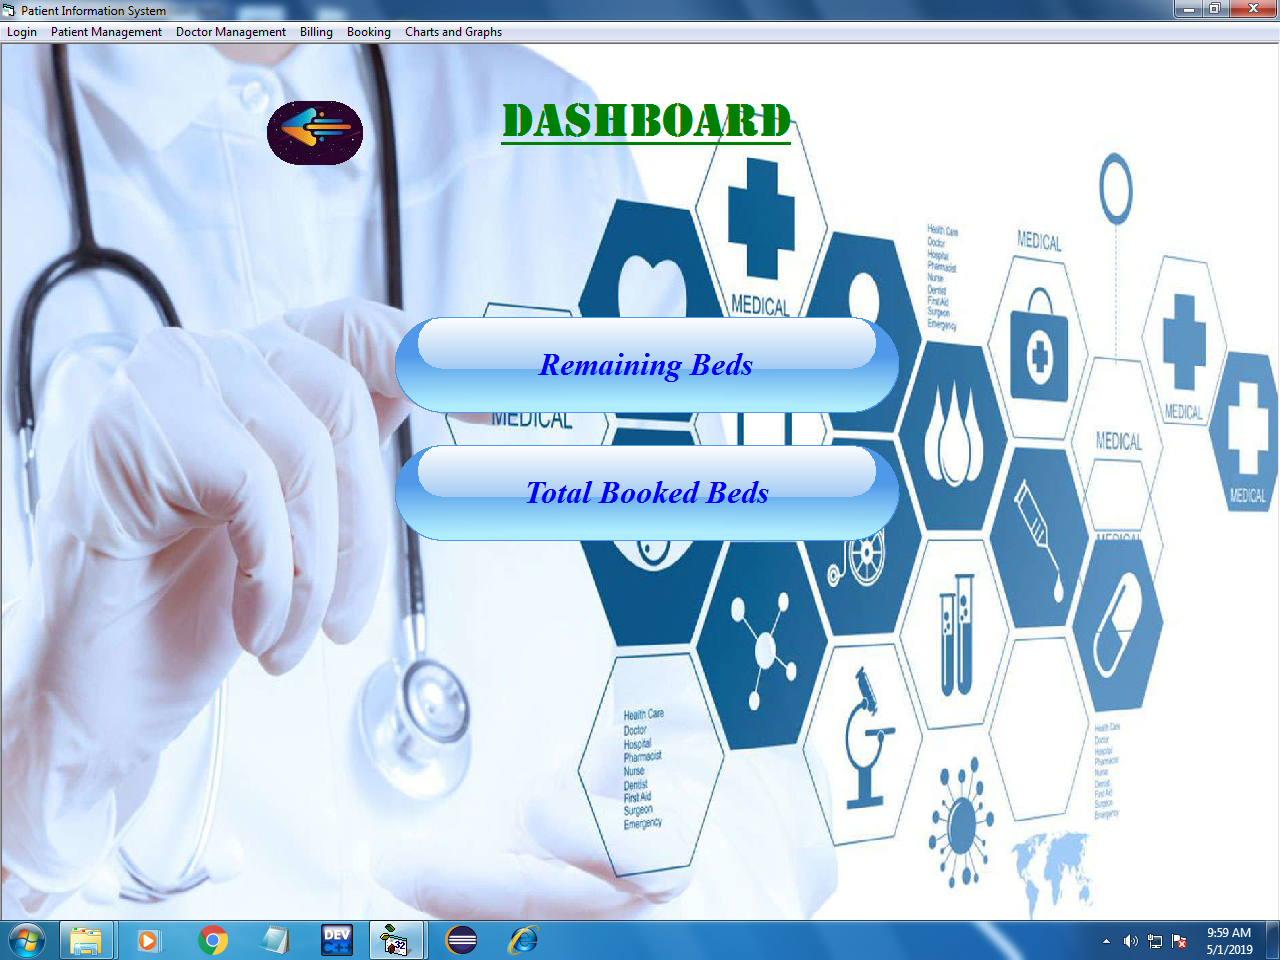 Patient Information System
Login Patient Management Doctor Management Billing Booking Charts and Graphs
DASHBOARD
MEDICAL
Health Care
Doctor
Hospital
Pharmacist
Nurse
Dentist
First Aid
Surgeon
Emergency
MEDICAL
Remaining Beds
MEDICAL
MEDICAL
MEDICAL
MEDICAL
Total Booked Beds
MEDICAL
Health Care
Doctor
Hospital
Pharmacist
Nurse
Dentist
First Aid
Surgeon
Emergency
Health Care
Doctor
Hospital
Pharmacist
Nurse
Dentist
First Aid
Surgeon
Emergency
DEV
C++
32
9:59 AM
5/1/2019